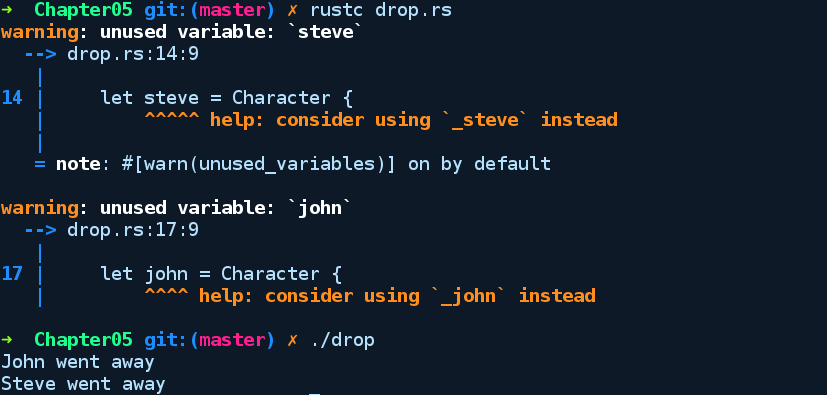 ➜  Chapter05 git:(master) ✗ rustc drop.rs
warning: unused variable: `steve`
  --> drop.rs:14:9
   |
14 |     let steve = Character {
   |         ^^^^^ help: consider using `_steve` instead
   |
   = note: #[warn(unused_variables)] on by default

warning: unused variable: `john`
  --> drop.rs:17:9
   |
17 |     let john = Character {
   |         ^^^^ help: consider using `_john` instead

➜  Chapter05 git:(master) ✗ ./drop
John went away
Steve went away